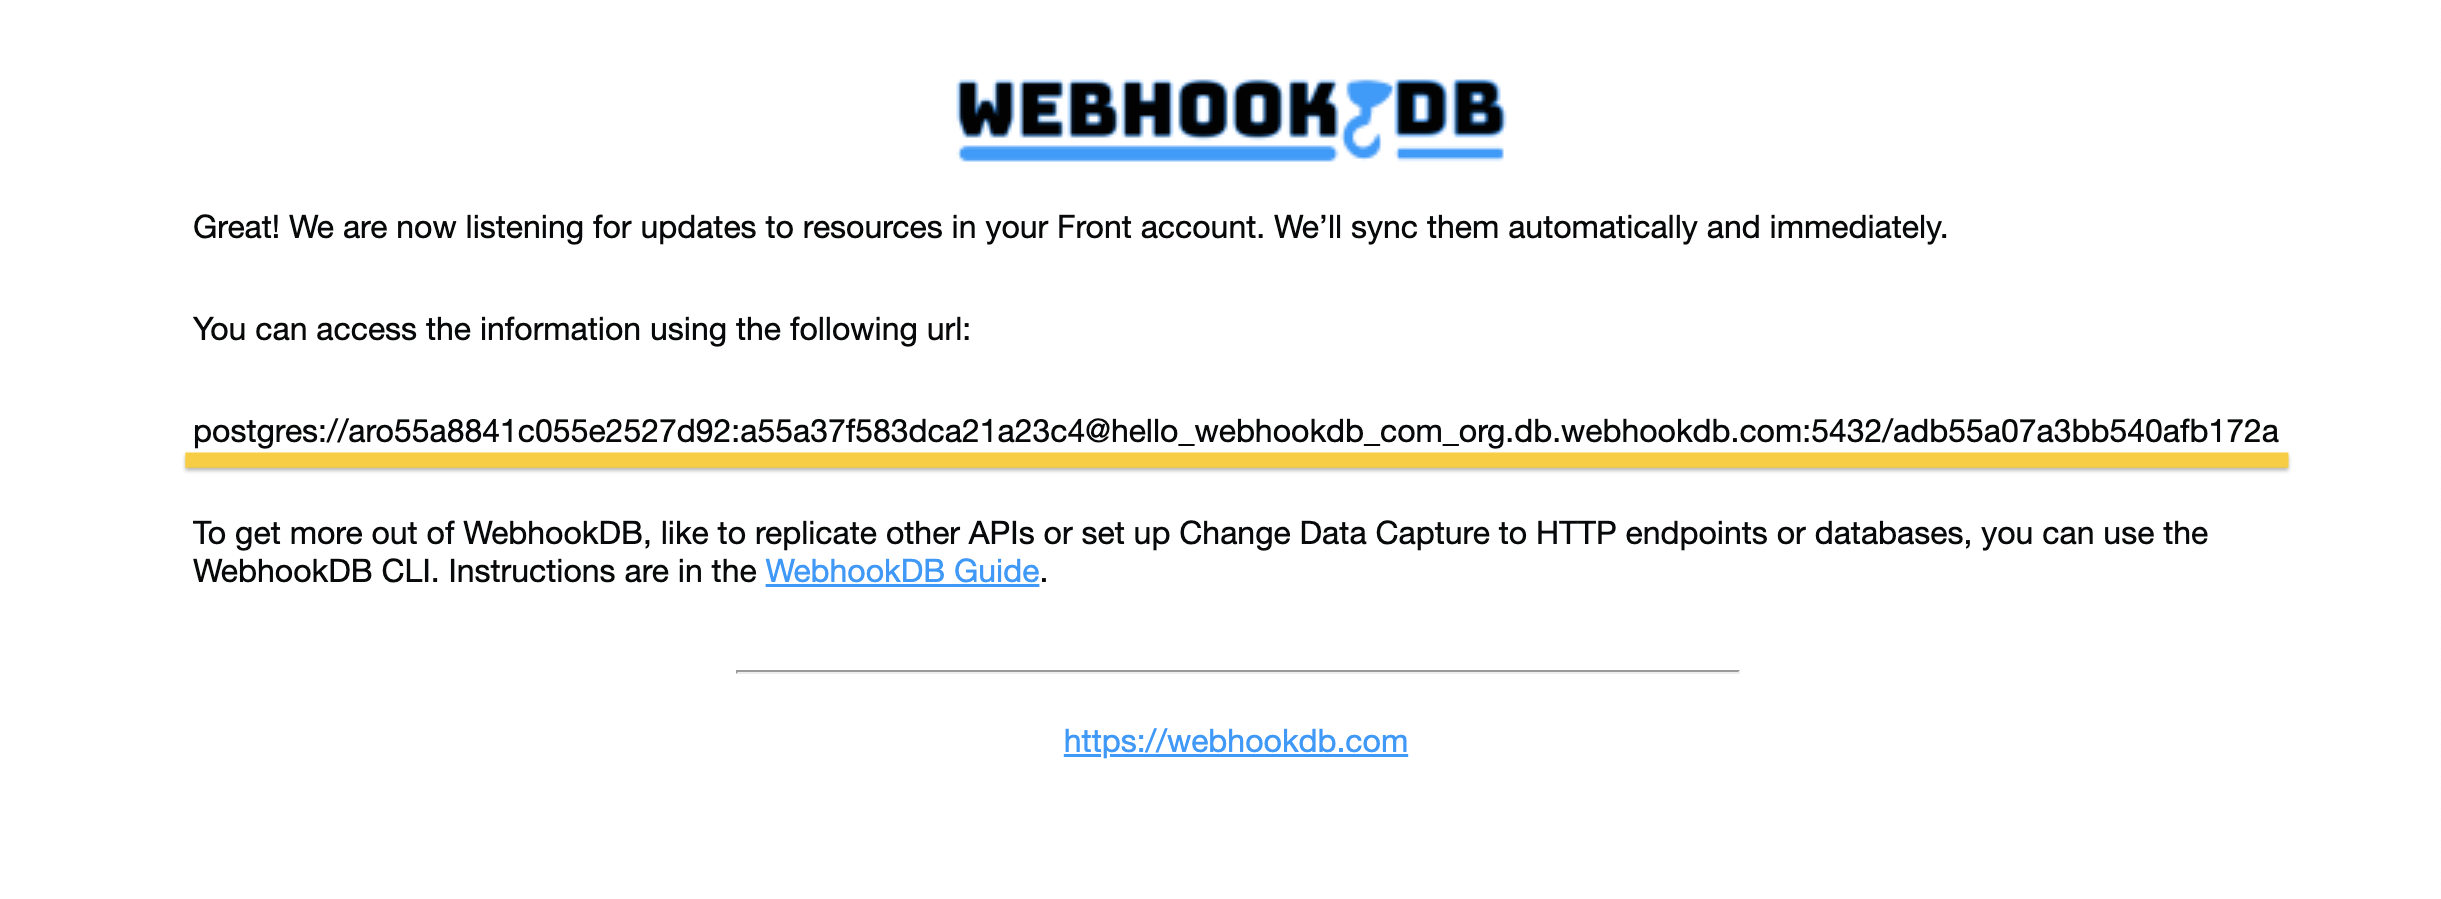 WEBHOOKDB
Great! We are now listening for updates to resources in your Front account. We’ll sync them automatically and immediately.
You can access the information using the following url:
postgres://aro55a8841c055e2527d92:a55a37f583dca21a23c4@hello_webhookdb_com_org.db.webhookdb.com:5432/adb55a07a3bb540afb172a
To get more out of WebhookDB, like to replicate other APIs or set up Change Data Capture to HTTP endpoints or databases, you can use the
WebhookDB CLI. Instructions are in the WebhookDB Guide.
https://webhookdb.com